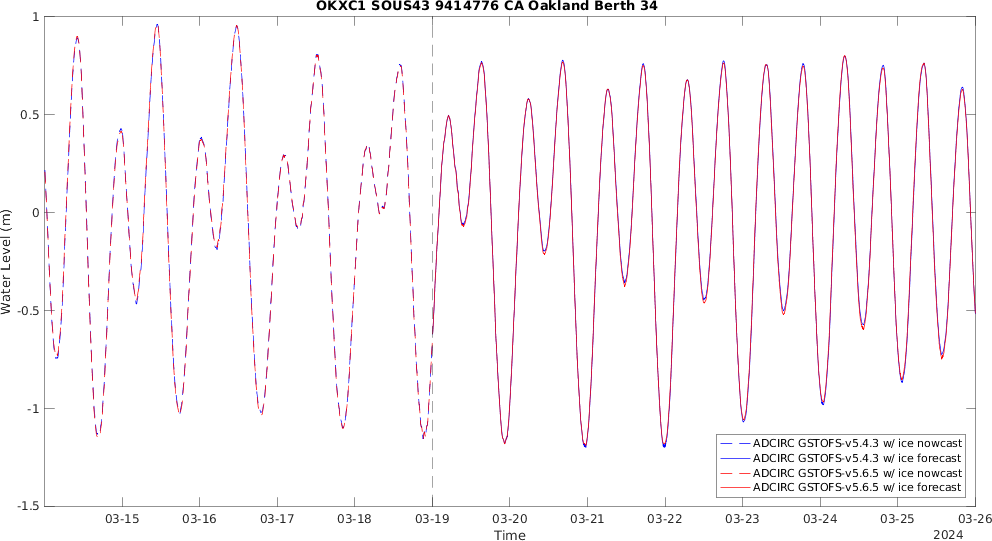 OKXC1 SOUS43 9414776 CA Oakland Berth 34
1
0.5
0
-0.5
-1
-1.5
Water Level (m)
03-15
03-16
03-17
03-18
03-19
03-20
03-21
03-22
03-23
03-24
03-25
03-26
Time
2024
ADCIRC GSTOFS-v5.4.3 w/ ice nowcast
ADCIRC GSTOFS-v5.4.3 w/ ice forecast
ADCIRC GSTOFS-v5.6.5 w/ ice nowcast
ADCIRC GSTOFS-v5.6.5 w/ ice forecast